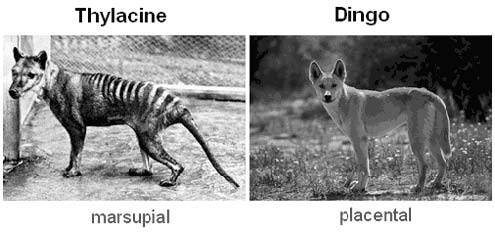 Thylacine
Dingo
marsupial
placental